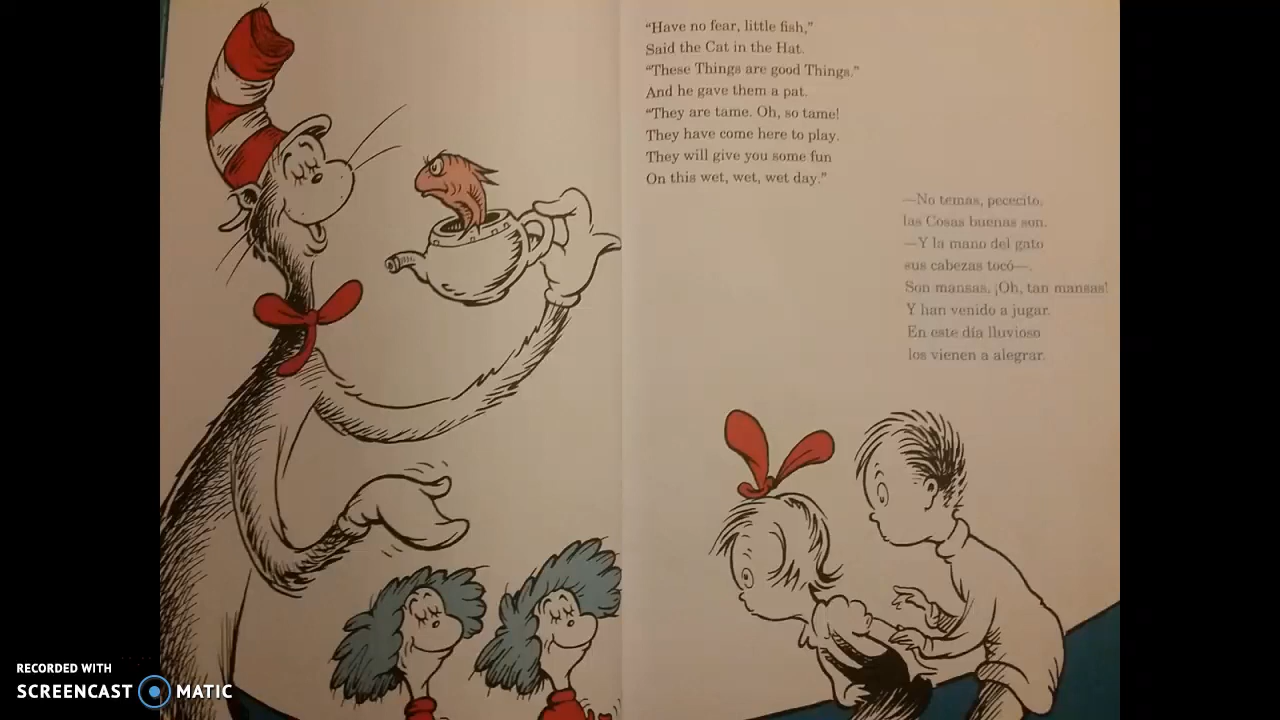 “Have no fear, little fish,”
Said the Cat in the Hat.
“These Things are good Things.”
And he gave them a pat.
“They are tame. Oh, so tame!
They have come here to play.
They will give you some fun
On this wet, wet, wet day.”
—No temas, pececito,
las Cosas buenas son.
—Y la mano del gato
sus cabezas tocó—.
Son mansas. ¡Oh, tan mansas!
Y han venido a jugar.
En este día lluvioso
los vienen a alegrar.
RECORDED WITH
SCREENCAST MATIC